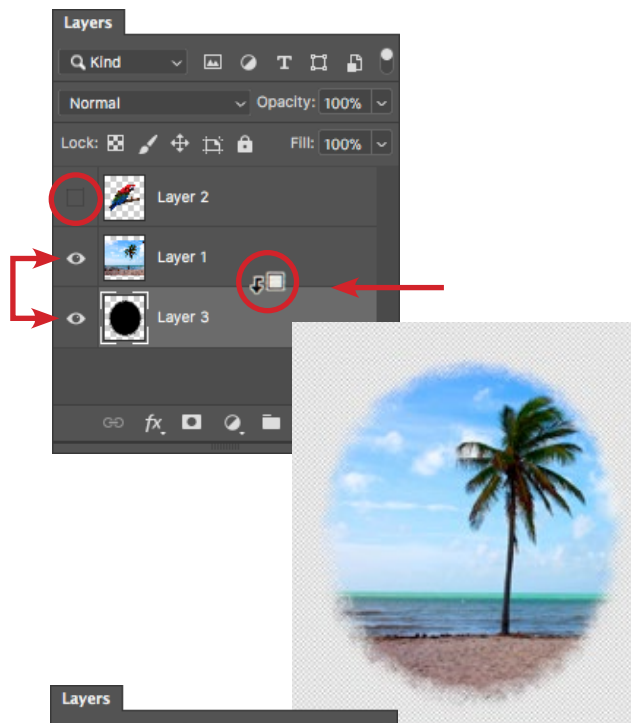 Layers
Kind
Normal Opacity: 100%
Lock: Fill: 100%
Layer 2
Layer 1
Layer 3
fx
Layers